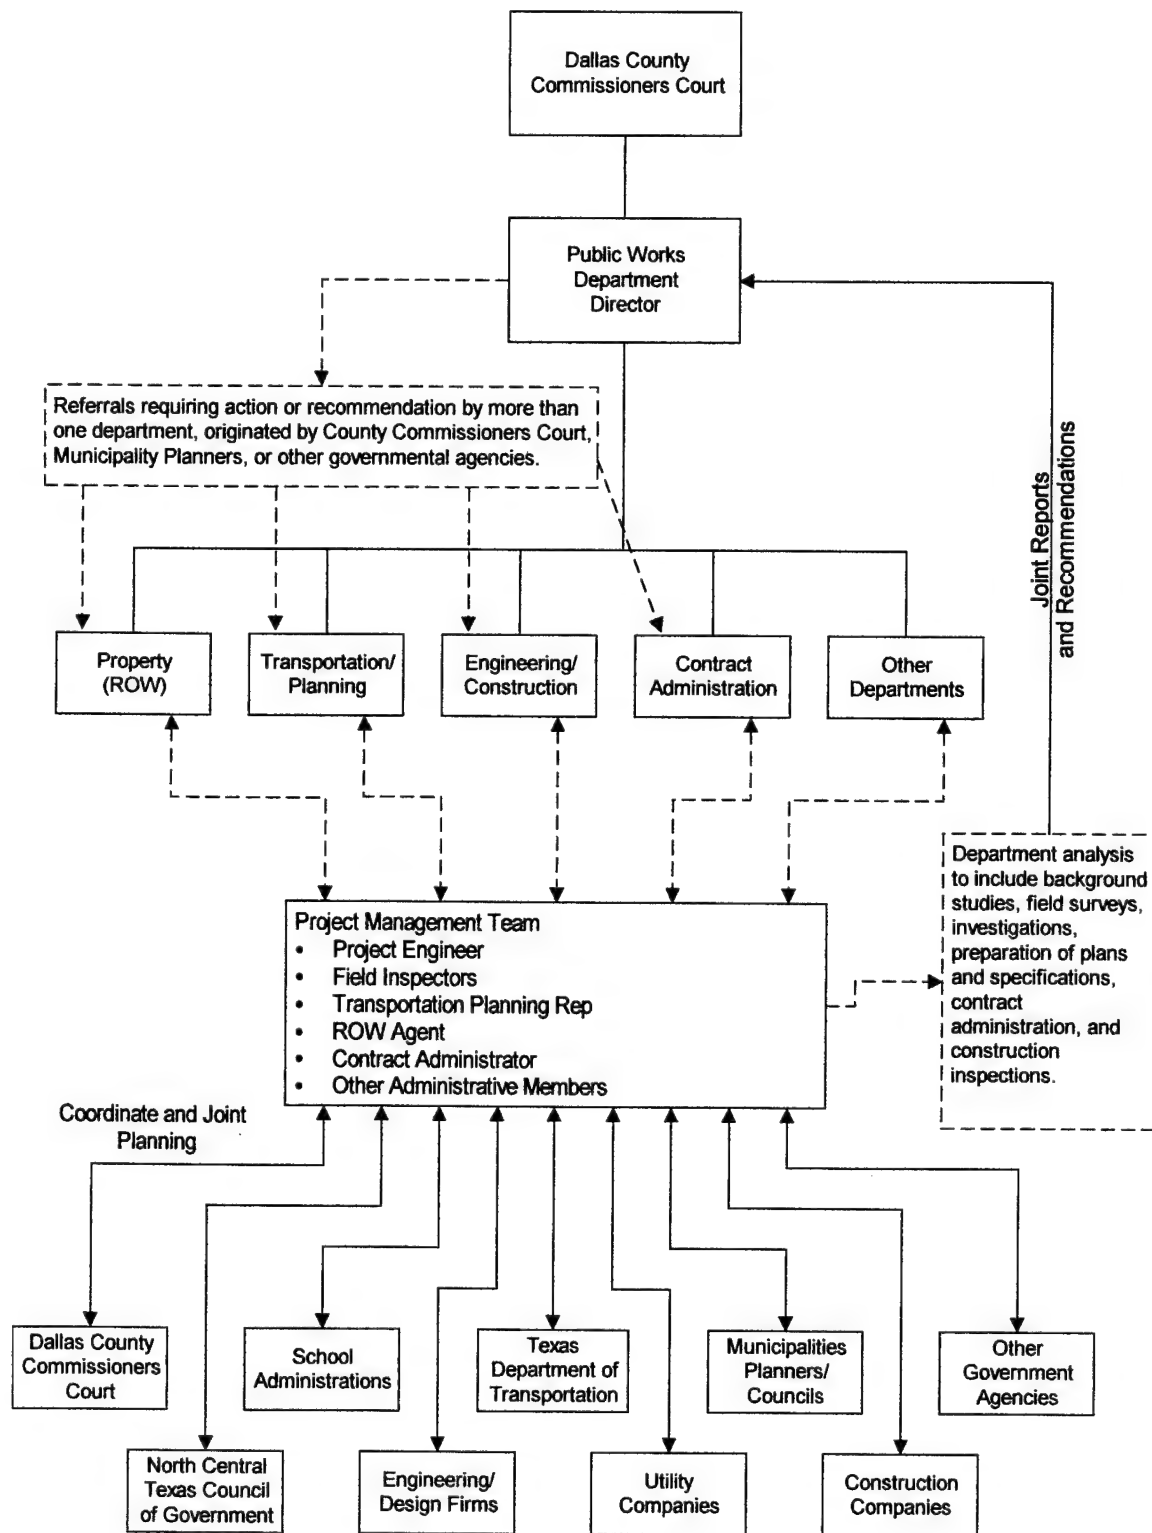 Dallas County
Commissioners Court
Public Works
Department
Director
Referrals requiring action or recommendation by more than
one department, originated by County Commissioners Court,
Municipality Planners, or other governmental agencies.
Joint Reports
and Recommendations
Property
(ROW)
Transportation/
Planning
Engineering/
Construction
Contract
Administration
Other
Departments
Department analysis
to include background
studies, field surveys,
investigations,
preparation of plans
and specifications,
contract
administration, and
construction
inspections.
Project Management Team
• Project Engineer
• Field Inspectors
• Transportation Planning Rep
• ROW Agent
• Contract Administrator
• Other Administrative Members
Coordinate and Joint
Planning
Dallas County
Commissioners
Court
School
Administrations
Texas
Department of
Transportation
Municipalities
Planners/
Councils
Other
Government
Agencies
North Central
Texas Council
of Government
Engineering/
Design Firms
Utility
Companies
Construction
Companies